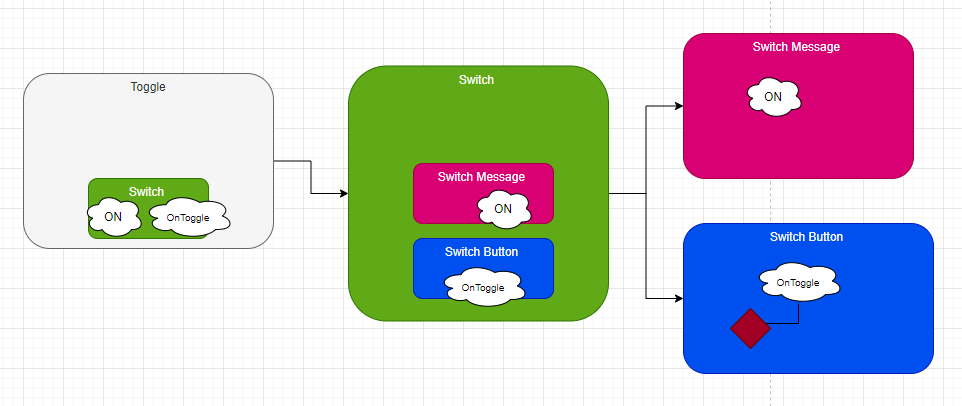 Toggle
Switch
ON
OnToggle
Switch
Switch Message
ON
Switch Button
OnToggle
Switch Message
ON
Switch Button
OnToggle